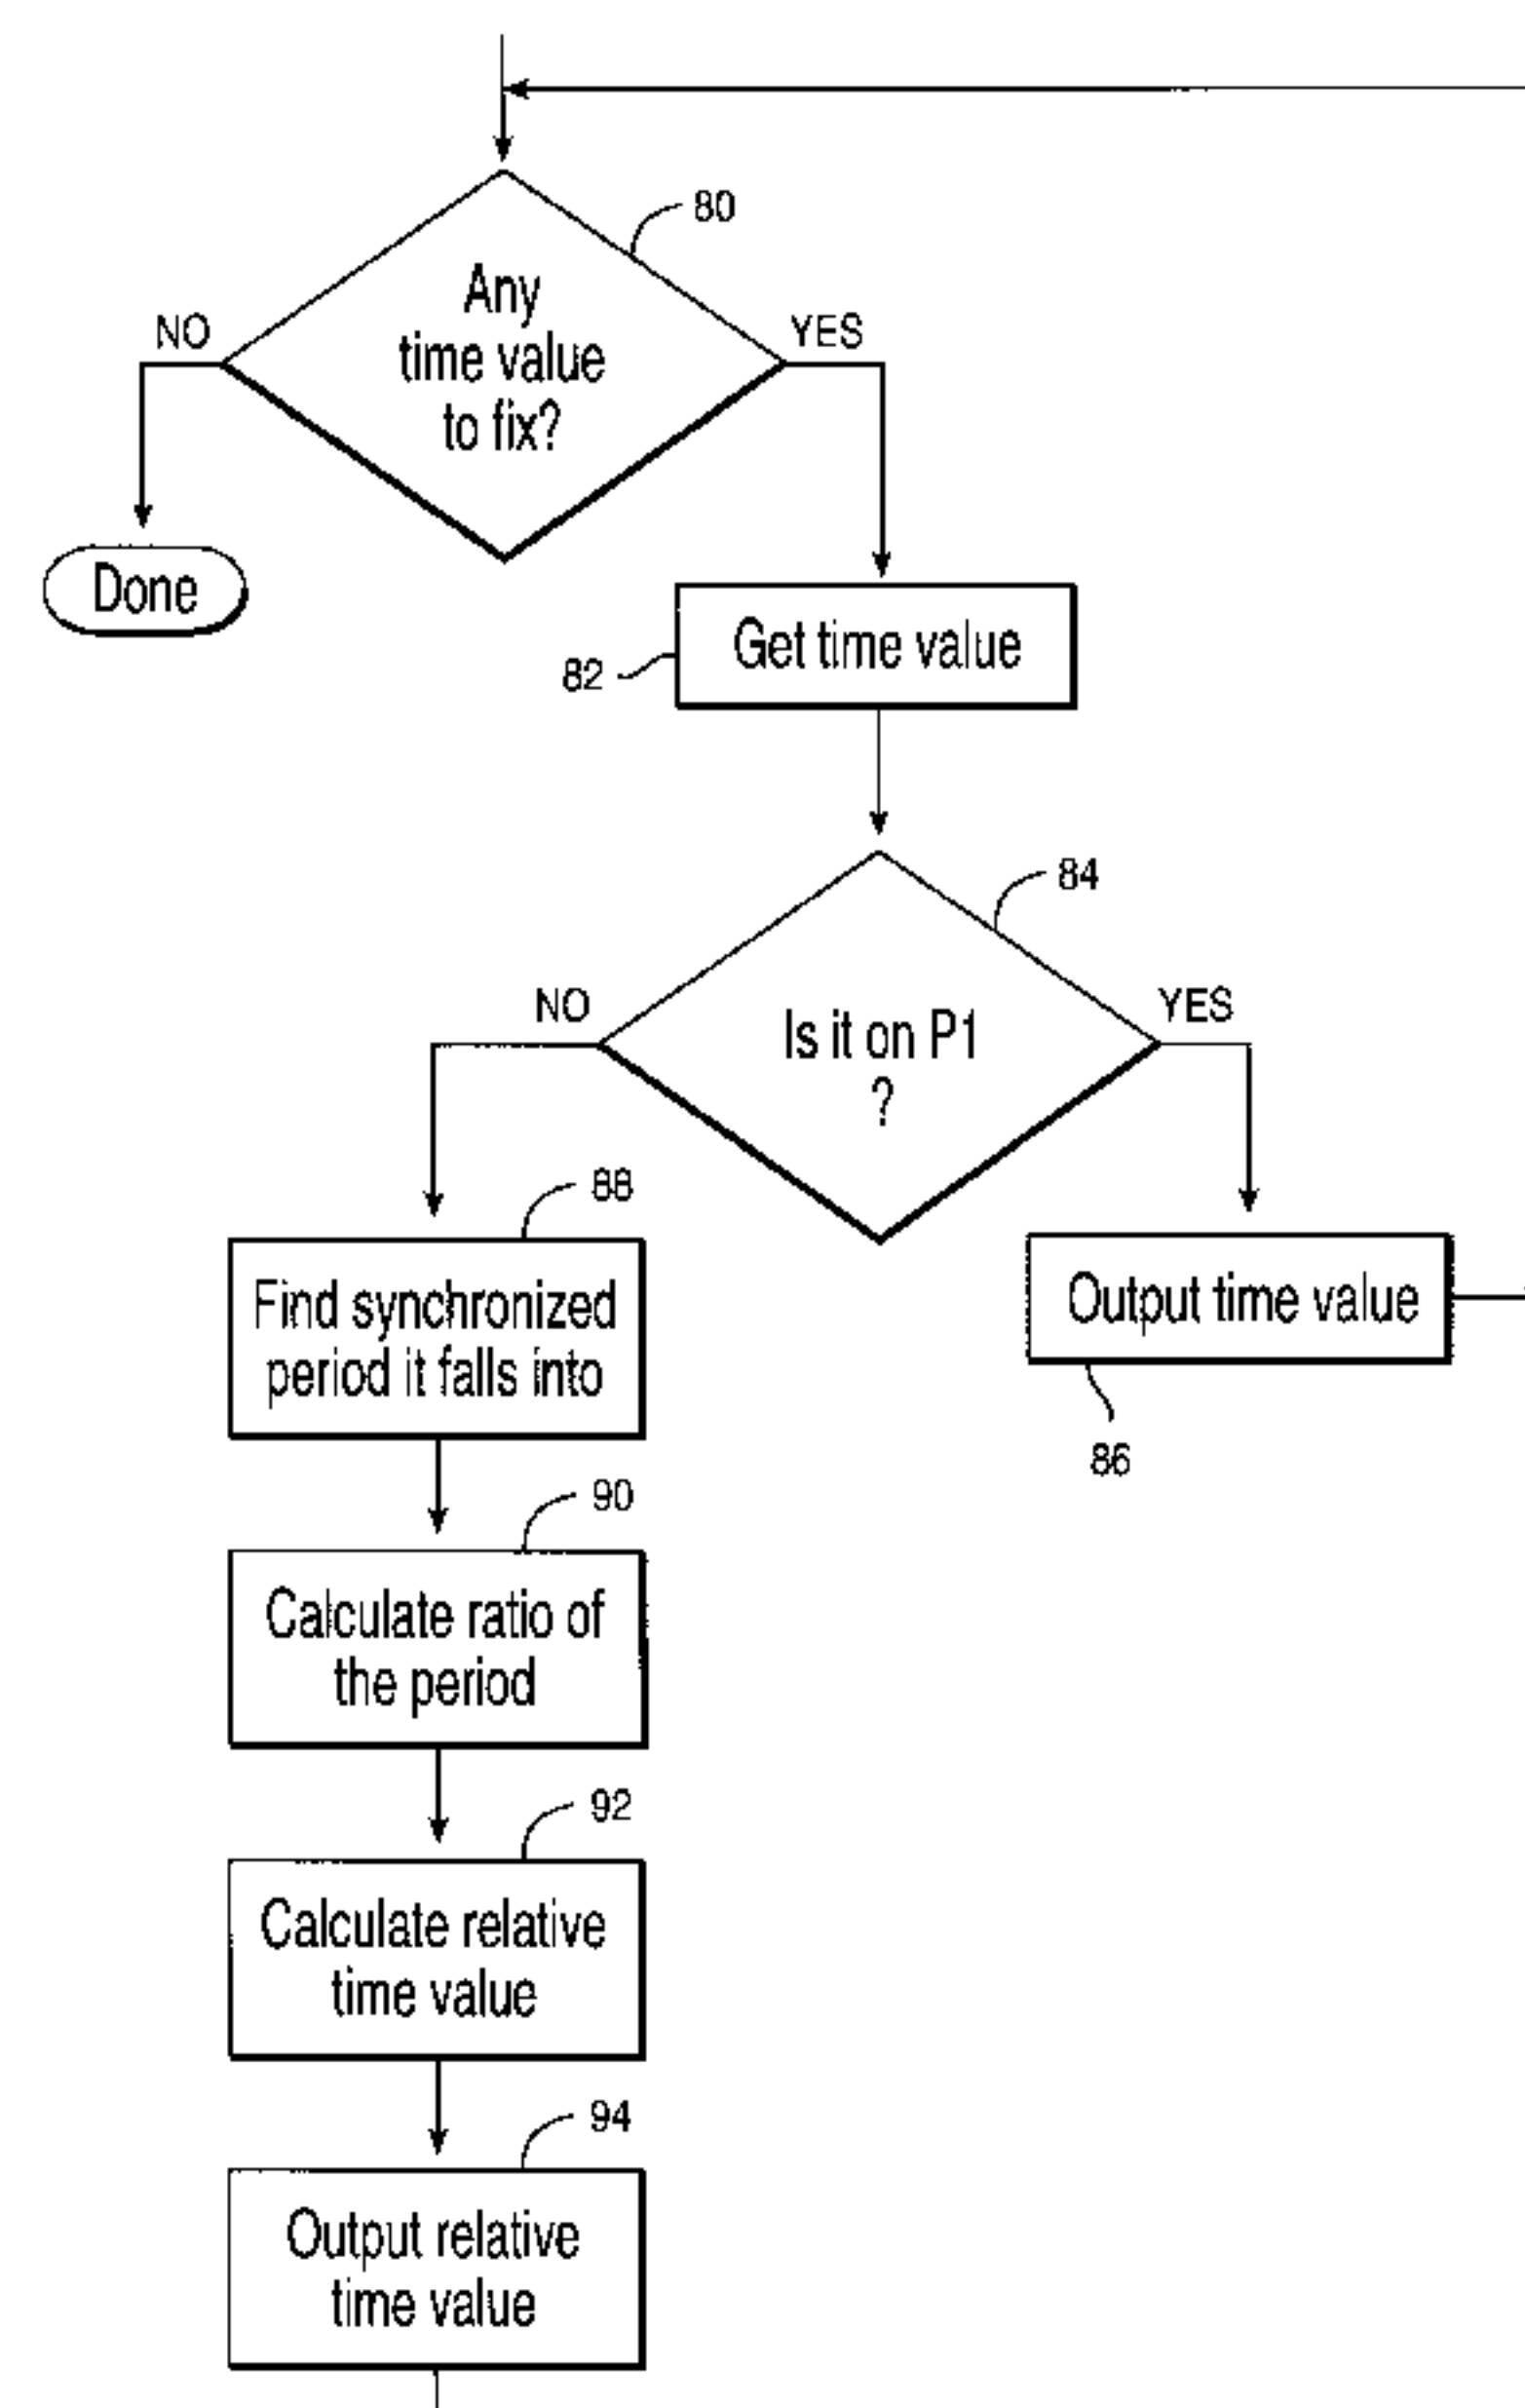 80
Any
time value
to fix?
NO
YES
Done
Get time value
82
84
Is it on P1
?
NO
YES
88
Find synchronized
period it falls into
Output time value
86
90
Calculate ratio of
the period
92
Calculate relative
time value
94
Output relative
time value